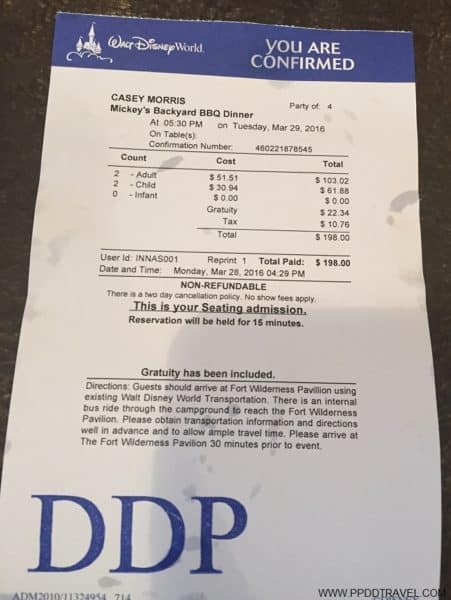 WALT DISNEY World.
YOU ARE
CONFIRMED
CASEY MORRIS
Party of: 4
Mickey's Backyard BBQ Dinner
At 05:30 PM on Tuesday, Mar 29, 2016
On Table(s):
Confirmation Number: 460221878545
Count Cost Total
2 - Adult $ 51.51 $ 103.02
2 - Child $ 30.94 $ 61.88
0 - Infant $ 0.00 $ 0.00
Gratuity $ 22.34
Tax $ 10.76
Total $ 198.00
User Id: INNAS001 Reprint 1 Total Paid: $ 198.00
Date and Time: Monday, Mar 28, 2016 04:29 PM
NON-REFUNDABLE
There is a two day cancellation policy. No show fees apply.
This is your Seating admission.
Reservation will be held for 15 minutes.
Gratuity has been included.
Directions: Guests should arrive at Fort Wilderness Pavillion using
existing Walt Disney World Transportation. There is an internal
bus ride through the campground to reach the Fort Wilderness
Pavilion. Please obtain transportation information and directions
well in advance and to allow ample travel time. Please arrive at
The Fort Wilderness Pavilion 30 minutes prior to event.
DDP
ADM2010/11324954 714
WWW.PPDDTRAVEL.COM